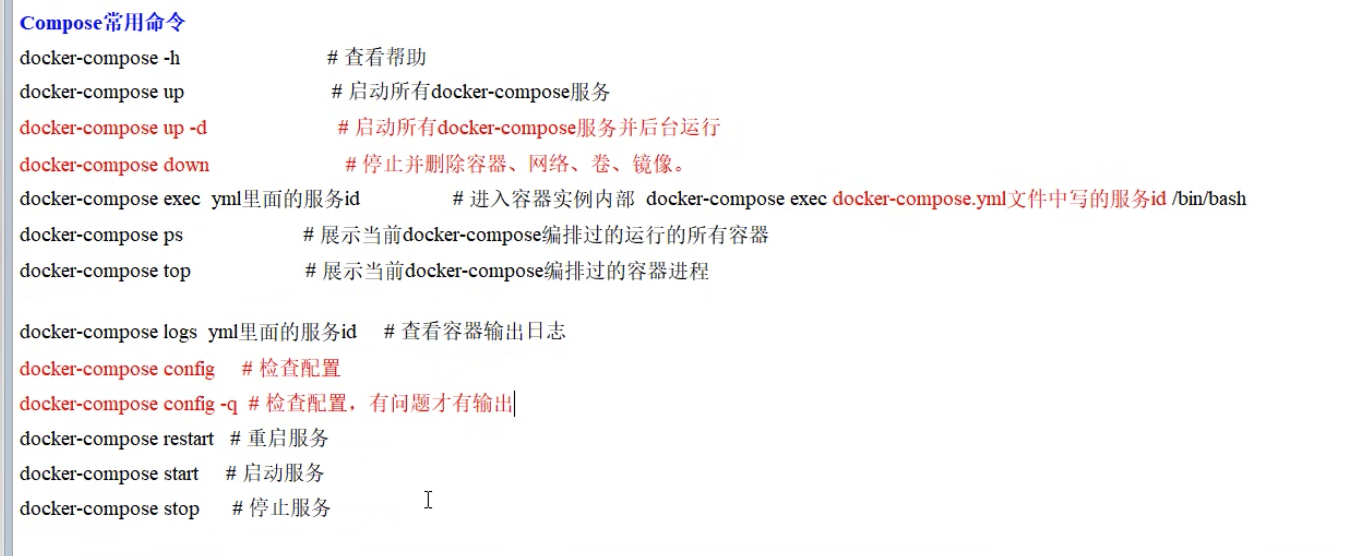 Compose常用命令
docker-compose -h # 查看帮助
docker-compose up # 启动所有docker-compose服务
docker-compose up -d # 启动所有docker-compose服务并后台运行
docker-compose down # 停止并删除容器、网络、卷、镜像。
docker-compose exec yml里面的服务id # 进入容器实例内部 docker-compose exec docker-compose.yml文件中写的服务id /bin/bash
docker-compose ps # 展示当前docker-compose编排过的运行的所有容器
docker-compose top # 展示当前docker-compose编排过的容器进程
docker-compose logs yml里面的服务id # 查看容器输出日志
docker-compose config # 检查配置
docker-compose config -q # 检查配置，有问题才有输出
docker-compose restart # 重启服务
docker-compose start # 启动服务
docker-compose stop # 停止服务